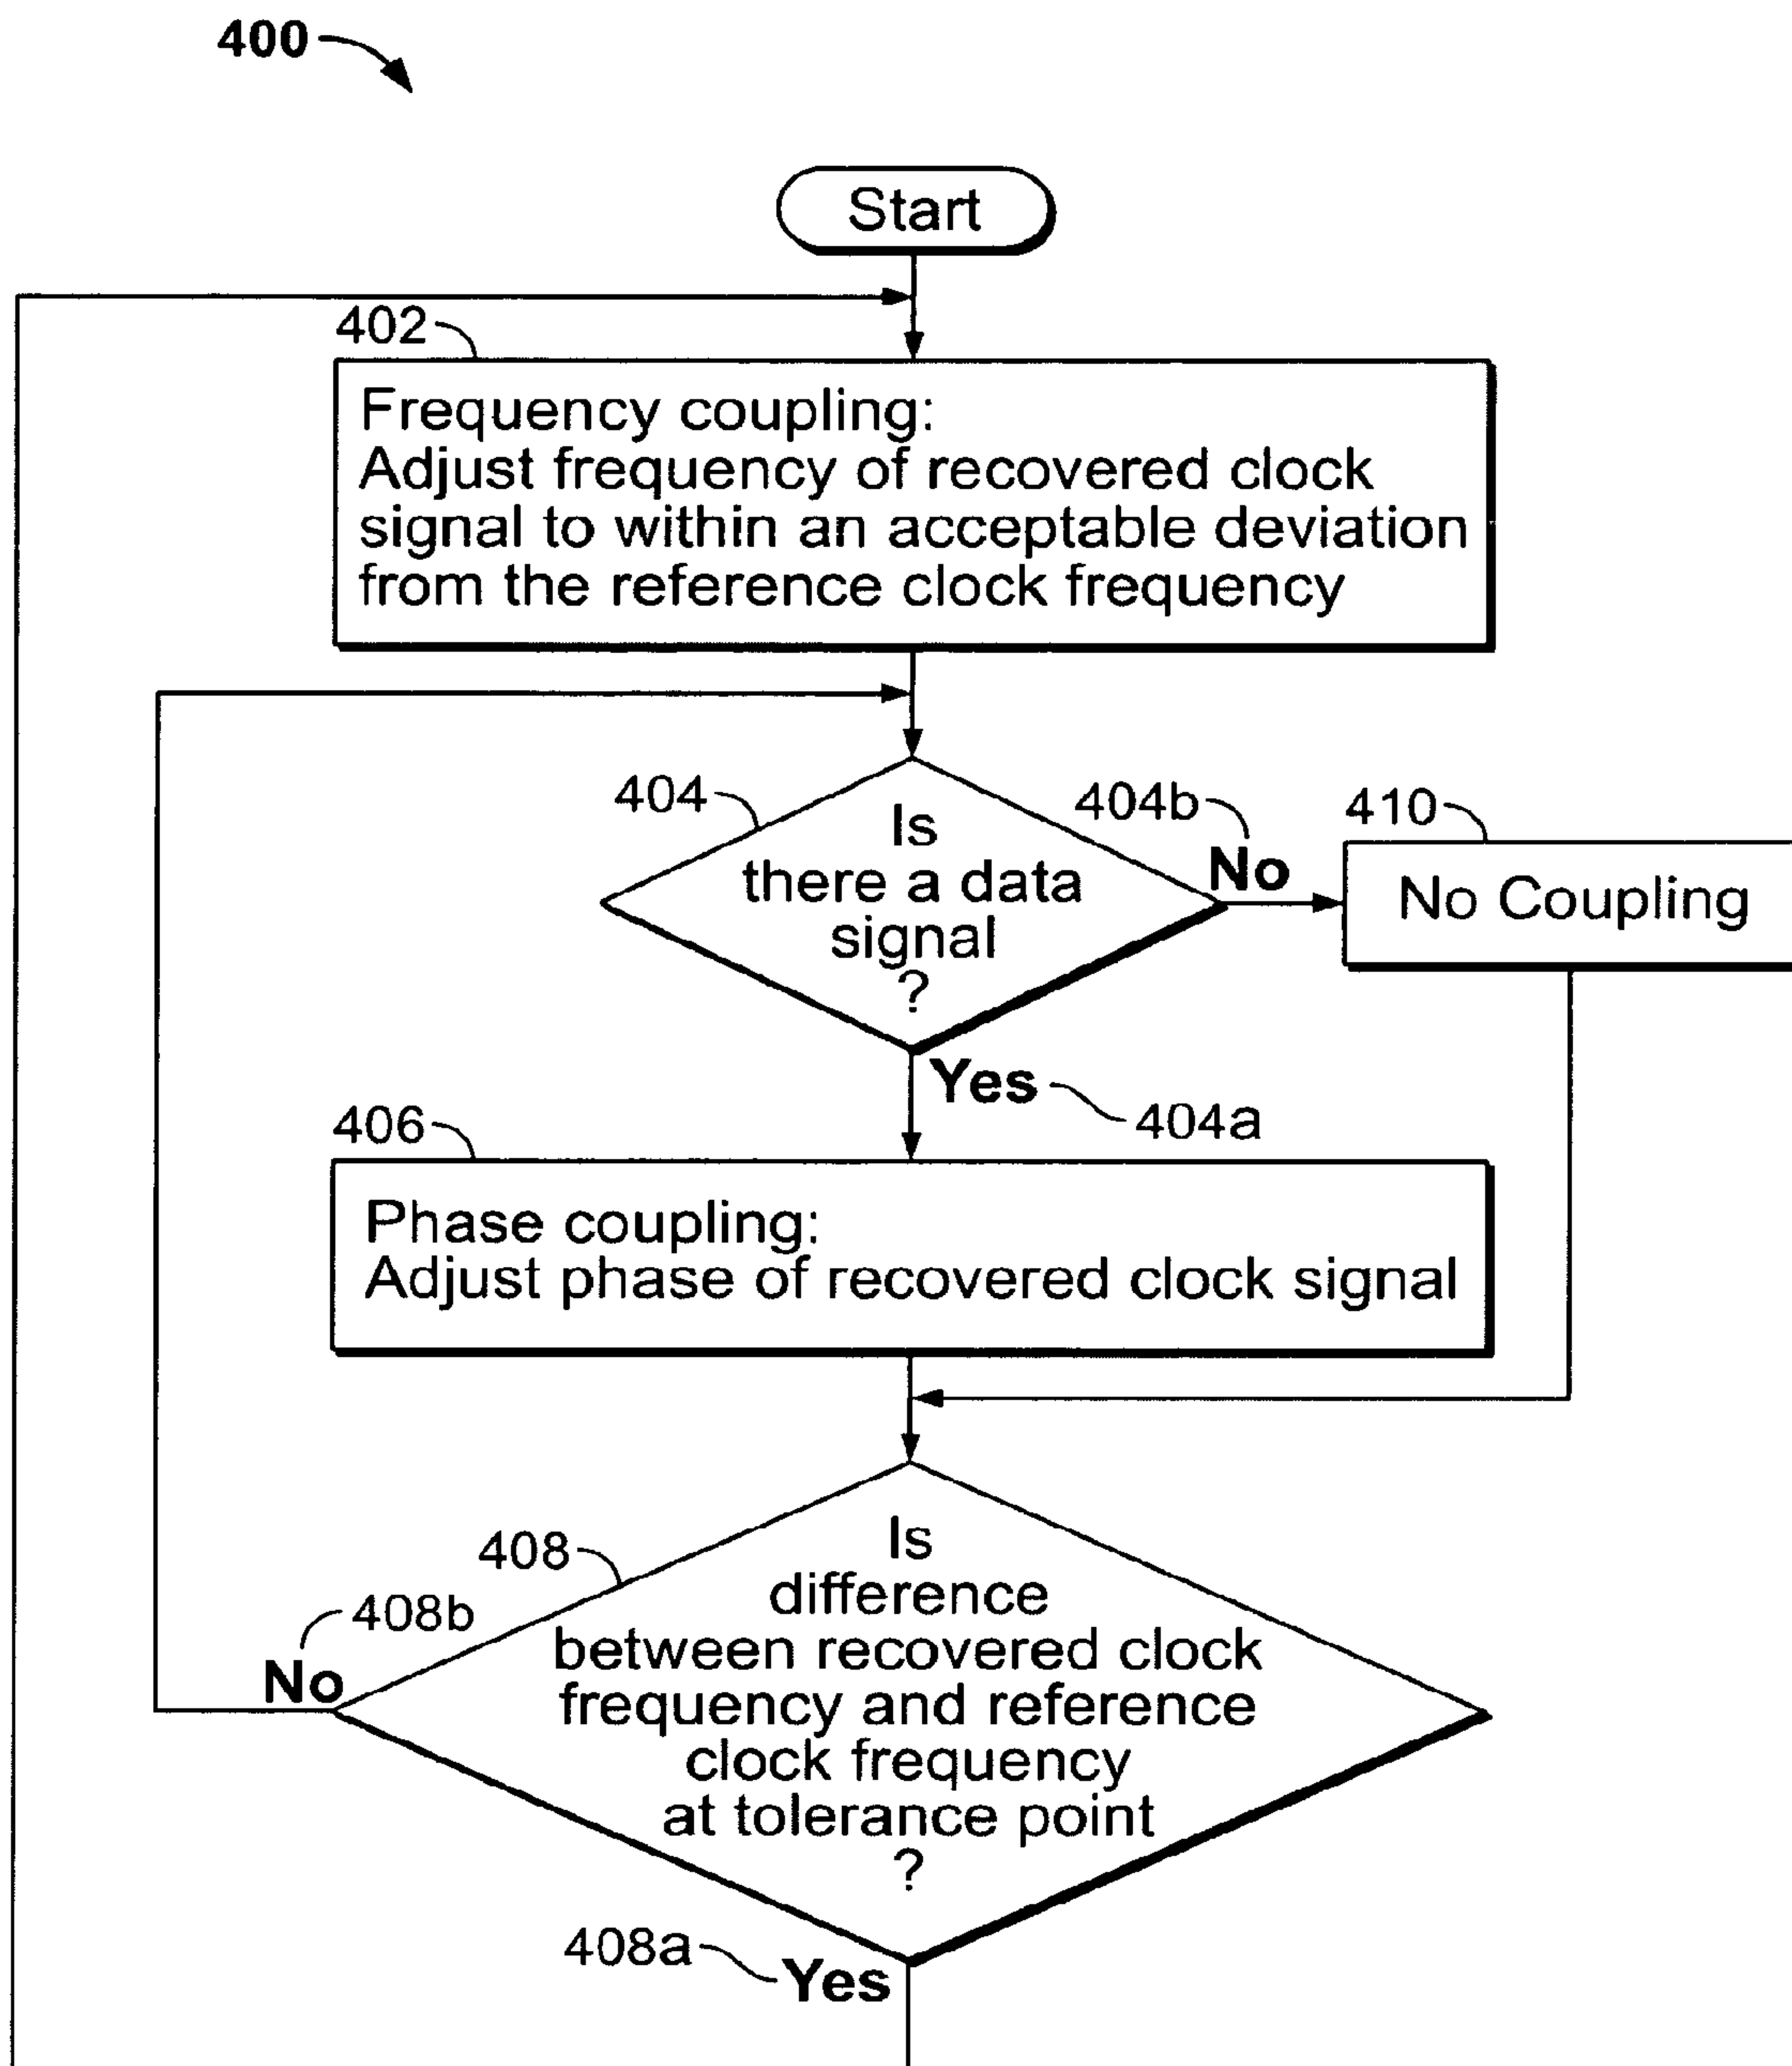 400
Start
402
Frequency coupling:
Adjust frequency of recovered clock
signal to within an acceptable deviation
from the reference clock frequency
404
Is
there a data
signal
?
404b
No
410
No Coupling
Yes
404a
406
Phase coupling:
Adjust phase of recovered clock signal
408
408b
No
Is
difference
between recovered clock
frequency and reference
clock frequency
at tolerance point
?
408a
Yes